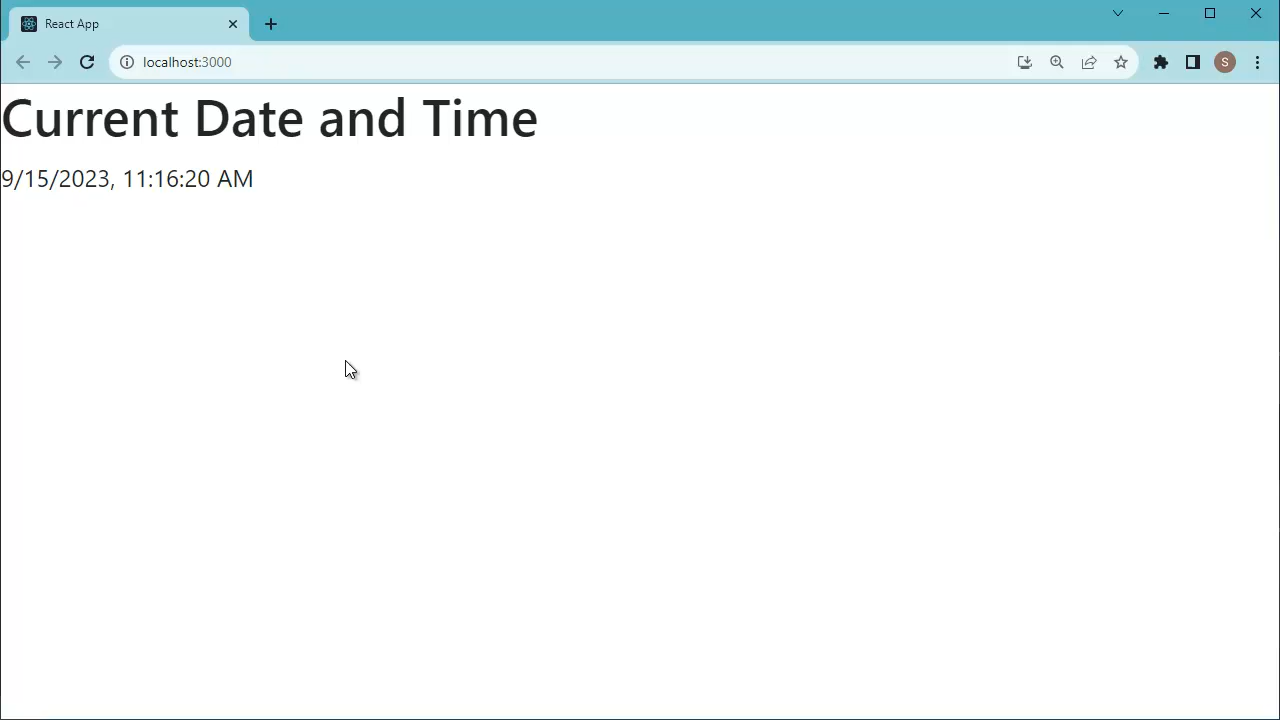 React App
localhost:3000
S
Current Date and Time
9/15/2023, 11:16:20 AM